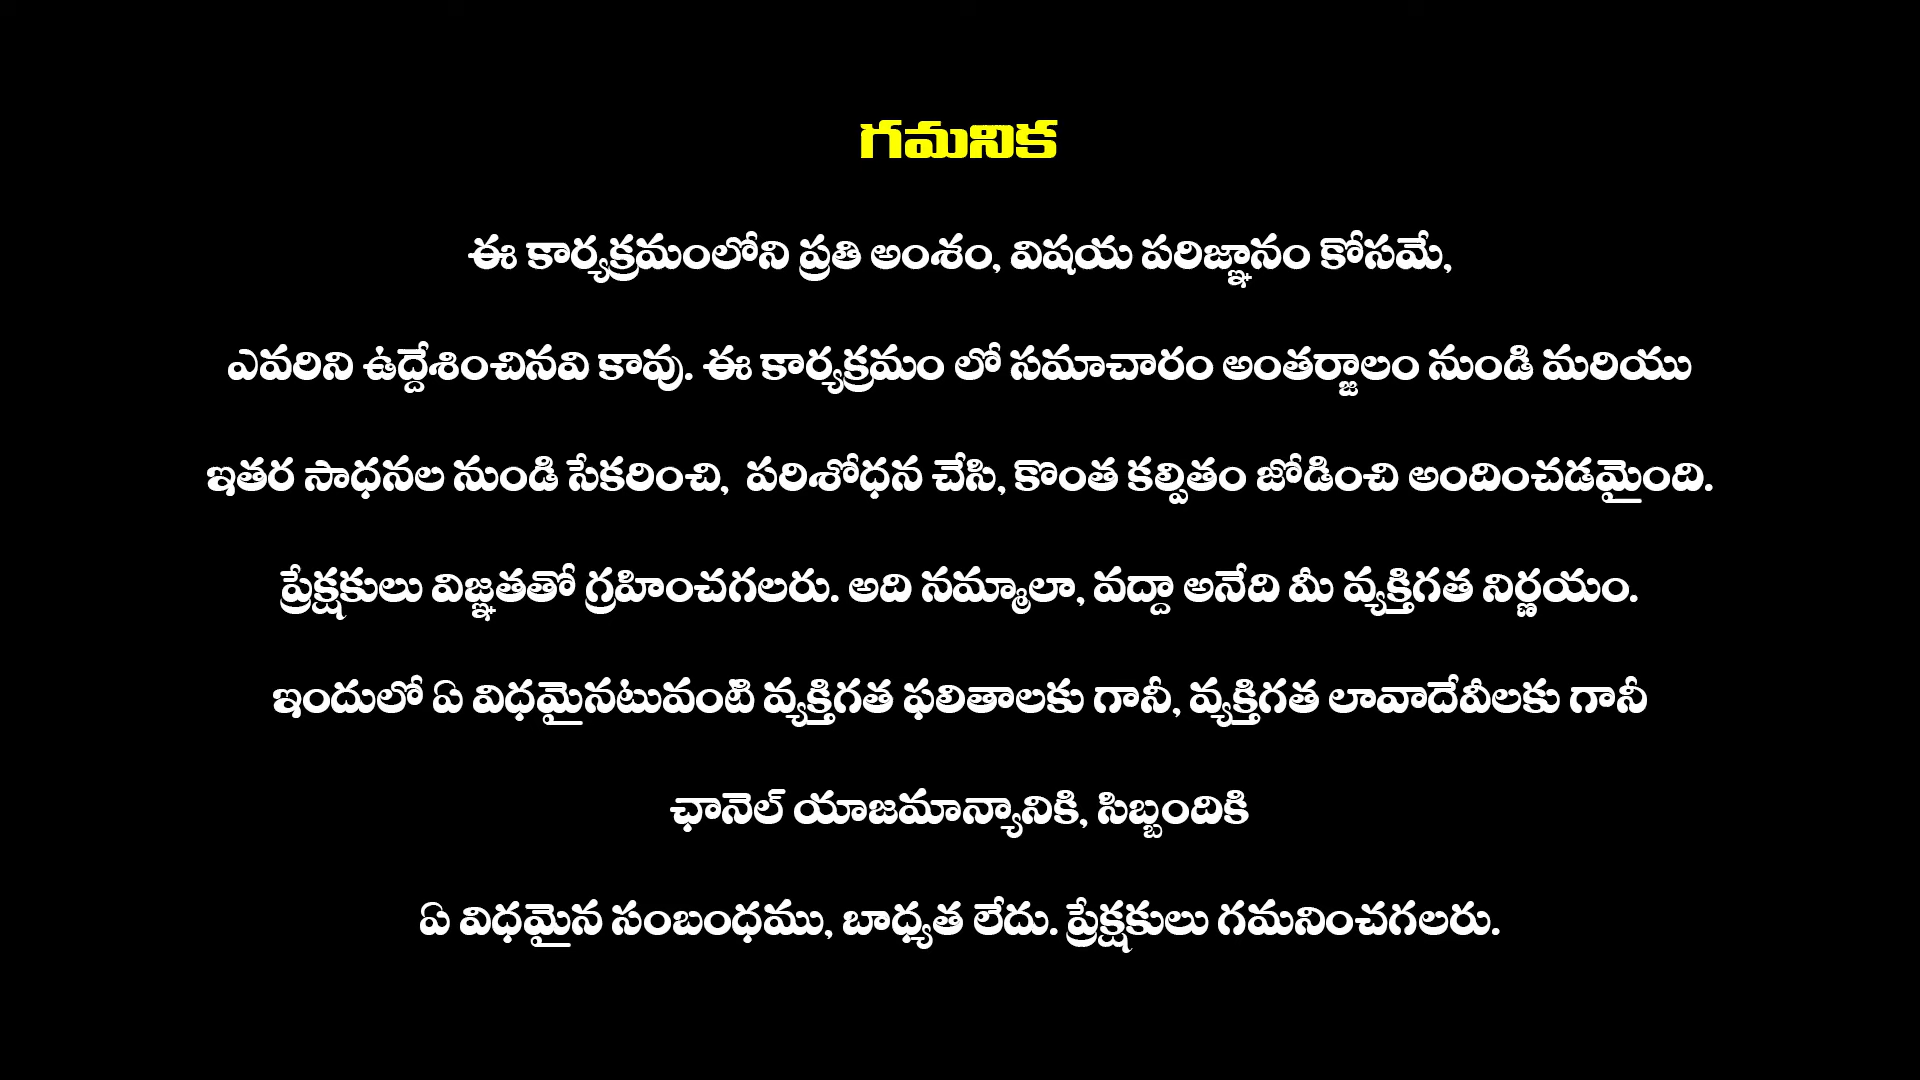 గమనిక
ఈ కార్యక్రమంలోని ప్రతి అంశం, విషయ పరిజ్ఞానం కోసమే,
ఎవరిని ఉద్దేశించినవి కావు. ఈ కార్యక్రమం లో సమాచారం అంతర్జాలం నుండి మరియు
ఇతర సాధనల నుండి సేకరించి, పరిశోధన చేసి, కొంత కల్పితం జోడించి అందించడమైంది.
ప్రేక్షకులు విజ్ఞతతో గ్రహించగలరు. అది నమ్మాలా, వద్దా అనేది మీ వ్యక్తిగత నిర్ణయం.
ఇందులో ఏ విధమైనటువంటి వ్యక్తిగత ఫలితాలకు గానీ, వ్యక్తిగత లావాదేవీలకు గానీ
ఛానెల్ యాజమాన్యానికి, సిబ్బందికి
ఏ విధమైన సంబంధము, బాధ్యత లేదు. ప్రేక్షకులు గమనించగలరు.